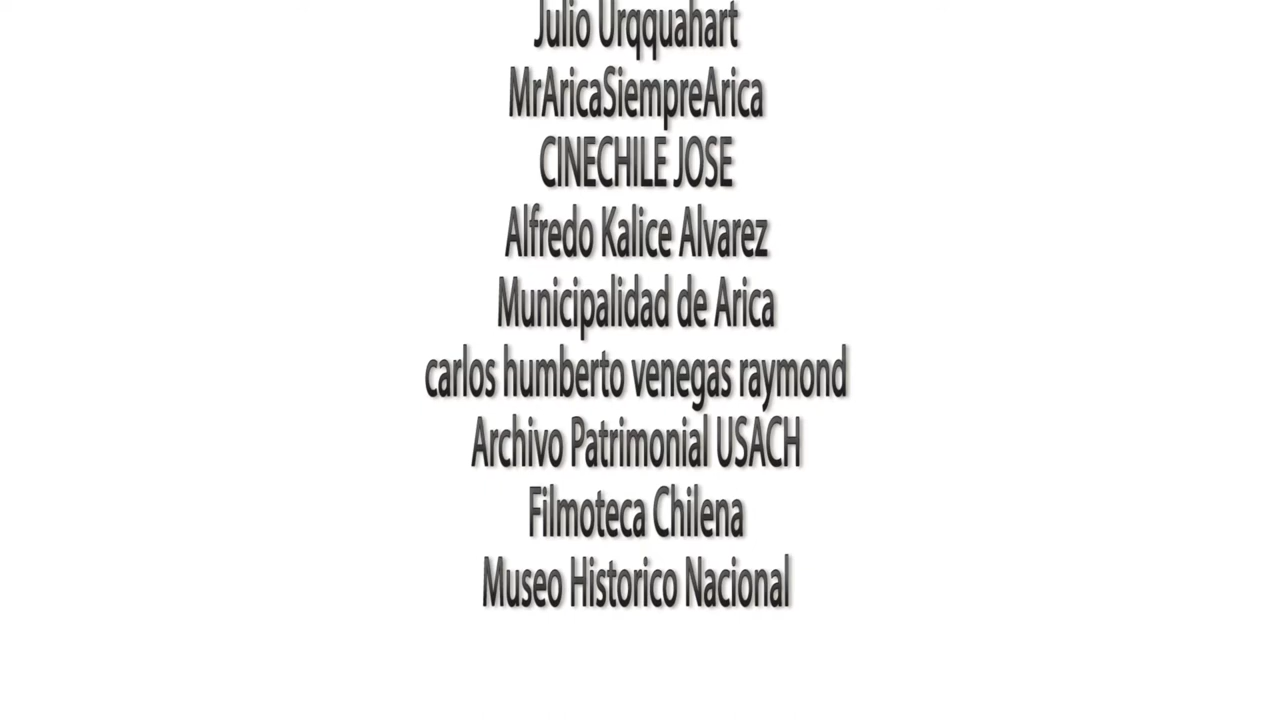 Julio Urqquahart
MrAricaSiempreArica
CINECHILE JOSE
Alfredo Kalice Alvarez
Municipalidad de Arica
carlos humberto venegas raymond
Archivo Patrimonial USACH
Filmoteca Chilena
Museo Historico Nacional